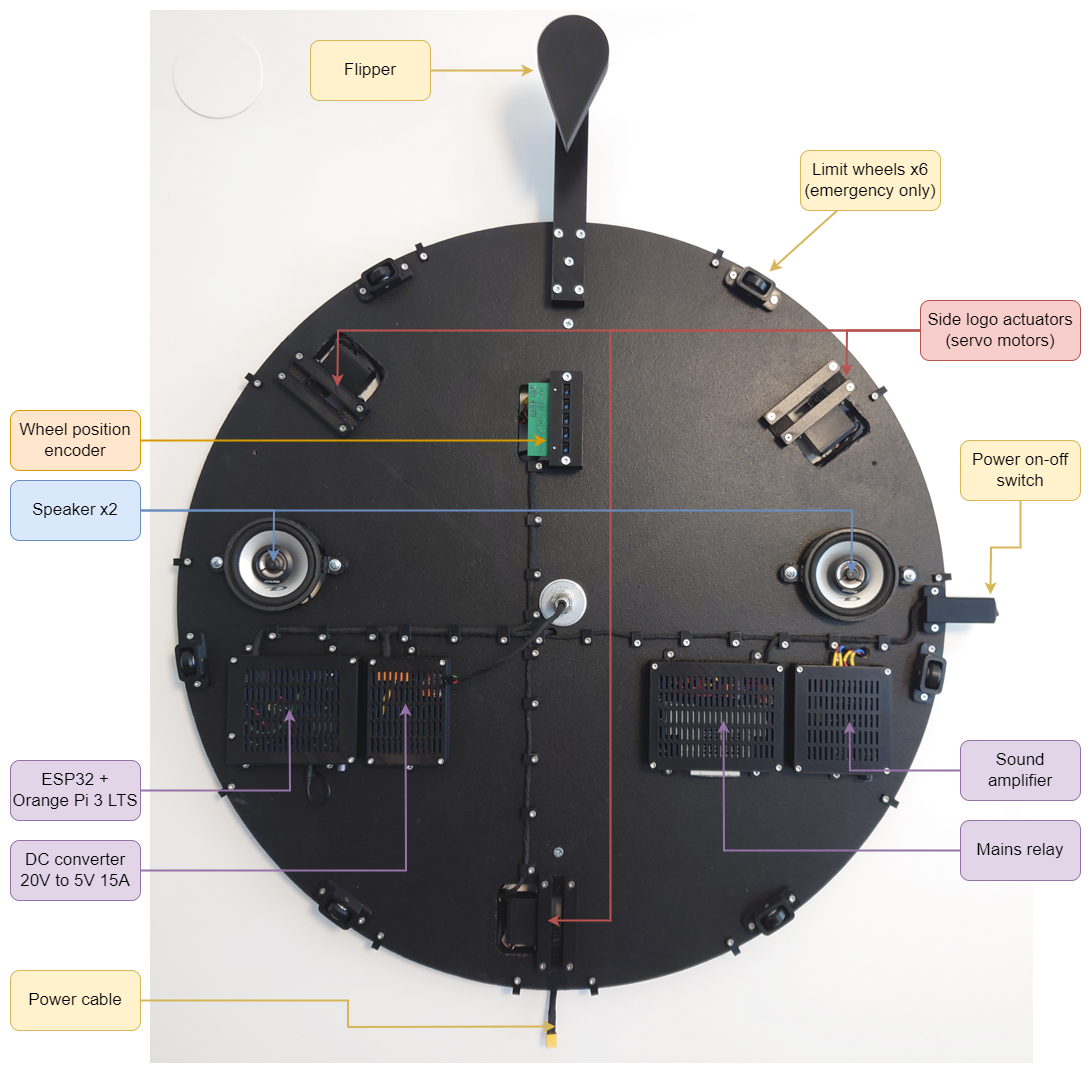 Flipper
Limit wheels x6
(emergency only)
Side logo actuators
(servo motors)
Wheel position
encoder
Power on-off
switch
Speaker x2
ESP32 +
Orange Pi 3 LTS
Sound
amplifier
DC converter
20V to 5V 15A
Mains relay
Power cable